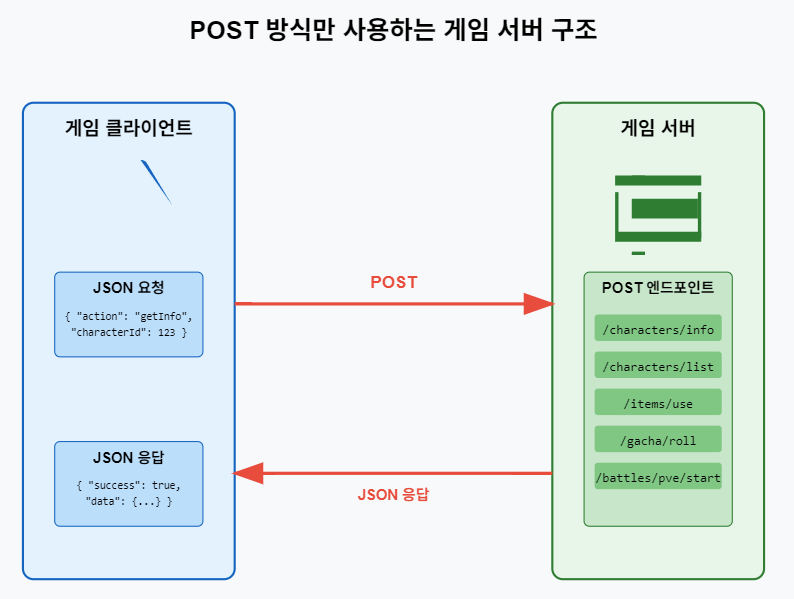 POST 방식만 사용하는 게임 서버 구조
게임 클라이언트
JSON 요청
{ "action": "getInfo",
"characterId": 123 }
JSON 응답
{ "success": true,
"data": {...} }
POST
JSON 응답
게임 서버
POST 엔드포인트
/characters/info
/characters/list
/items/use
/gacha/roll
/battles/pve/start